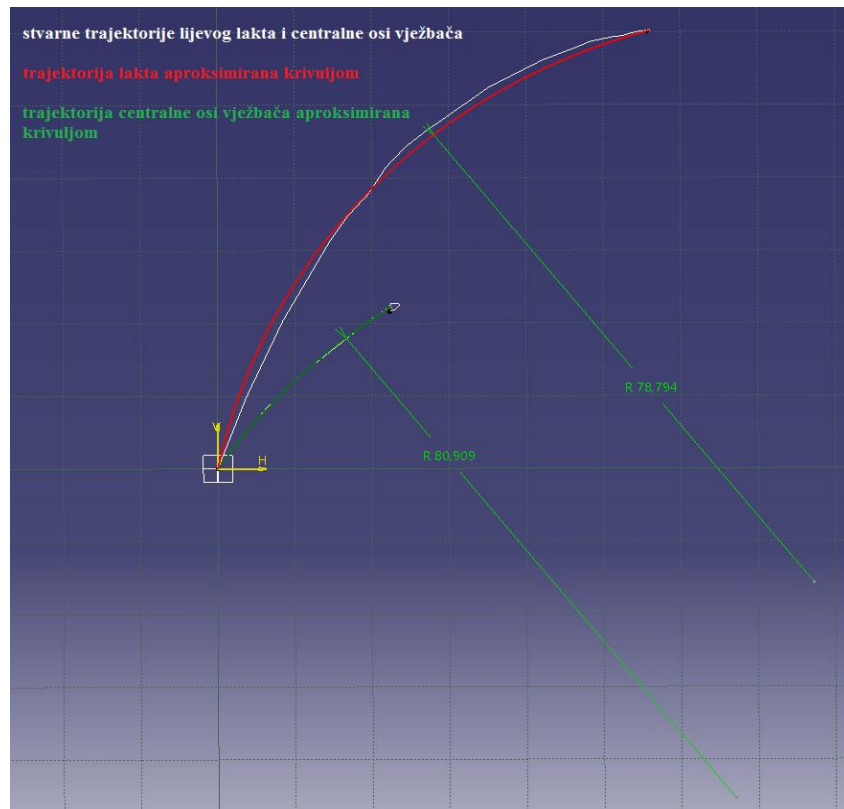 stvarne trajektorije lijevog lakta i centralne osi vježbača
trajektorija lakta aproksimirana krivuljom
trajektorija centralne osi vježbača aproksimirana
krivuljom
R 78,794
R 80,909
V
H